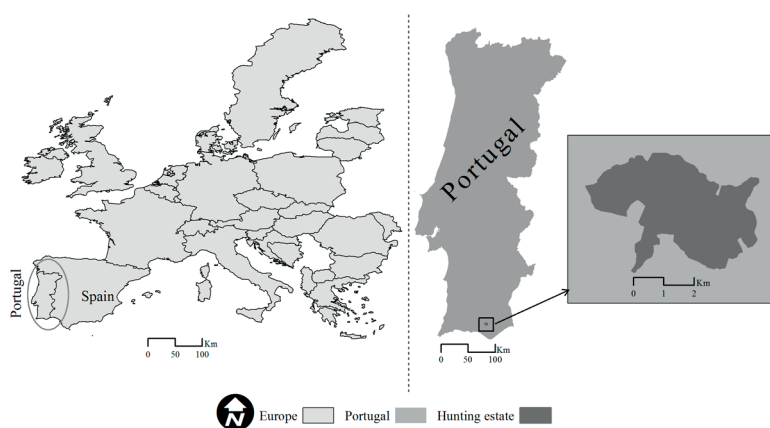 Portugal
Spain
Km
0 50 100
Portugal
Km
0 50 100
Km
0 1 2
N Europe Portugal Hunting estate